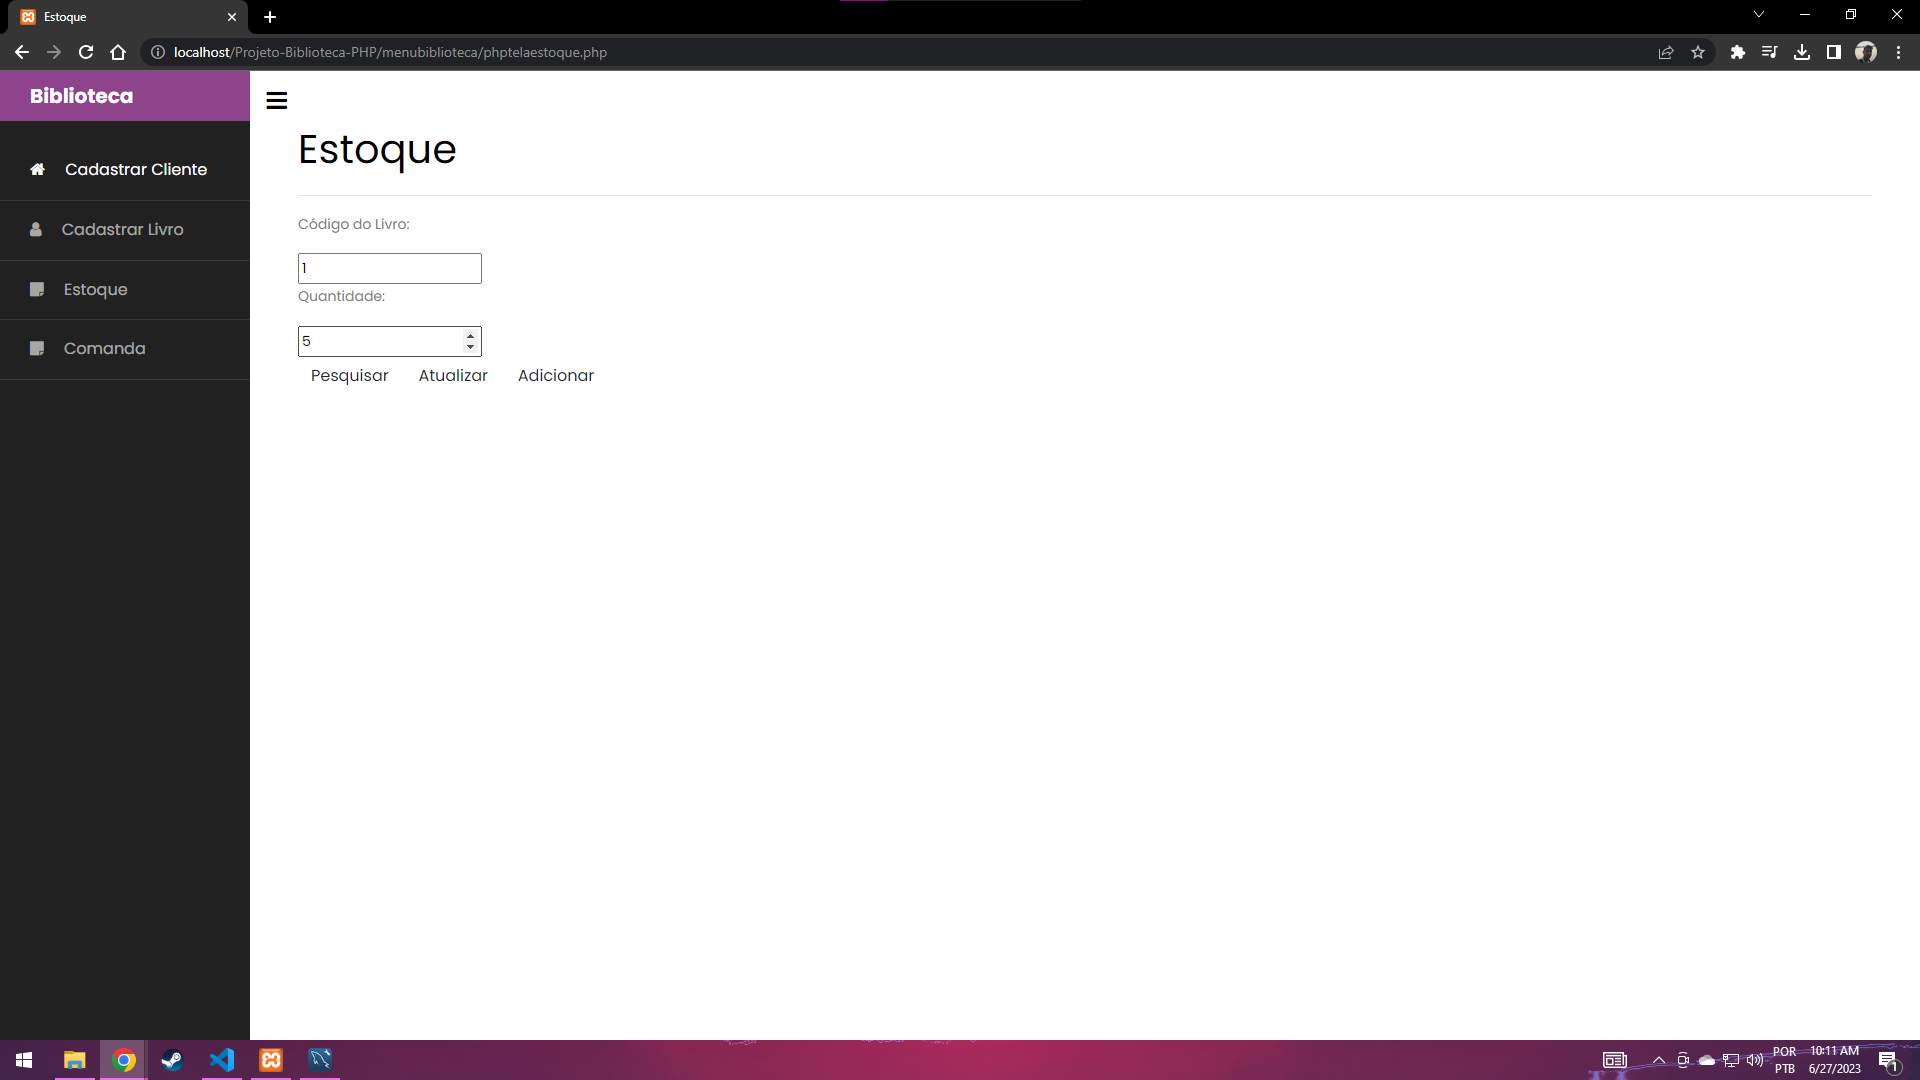 Estoque
localhost/Projeto-Biblioteca-PHP/menubiblioteca/phptelaestoque.php
Biblioteca
Cadastrar Cliente
Cadastrar Livro
Estoque
Comanda
Estoque
Código do Livro:
1
Quantidade:
5
Pesquisar Atualizar Adicionar
POR
PTB
10:11 AM
6/27/2023
1